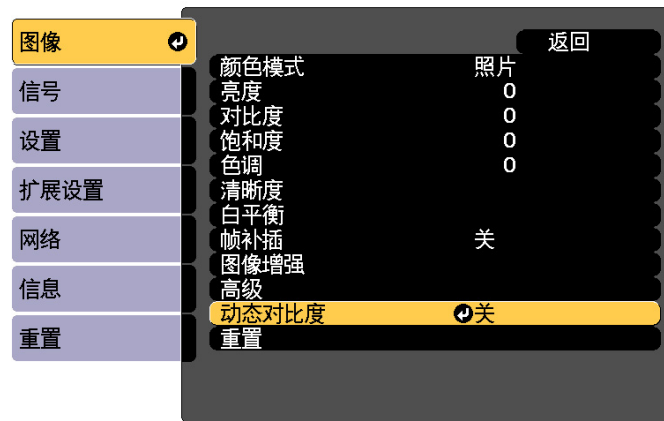 图像
信号
设置
扩展设置
网络
信息
重置
返回
颜色模式 照片
亮度 0
对比度 0
饱和度 0
色调 0
清晰度
白平衡
帧补插 关
图像增强
高级
动态对比度 关
重置